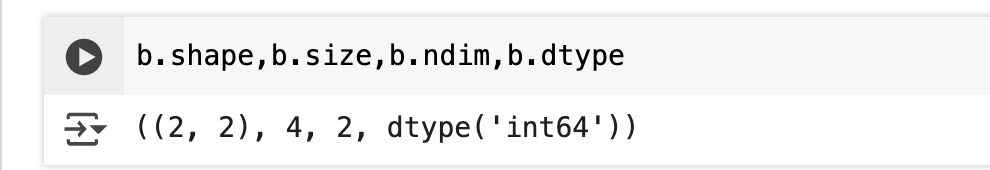 b.shape,b.size,b.ndim,b.dtype
((2, 2), 4, 2, dtype('int64'))